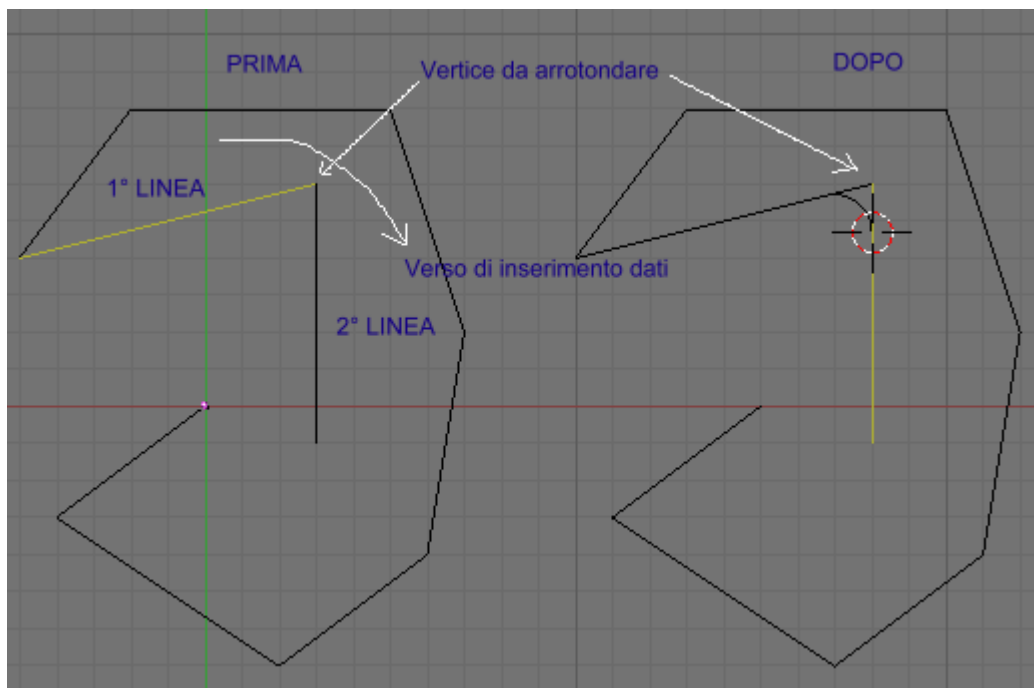 PRIMA
Vertice da arrotondare
DOPO
1° LINEA
Verso di inserimento dati
2° LINEA